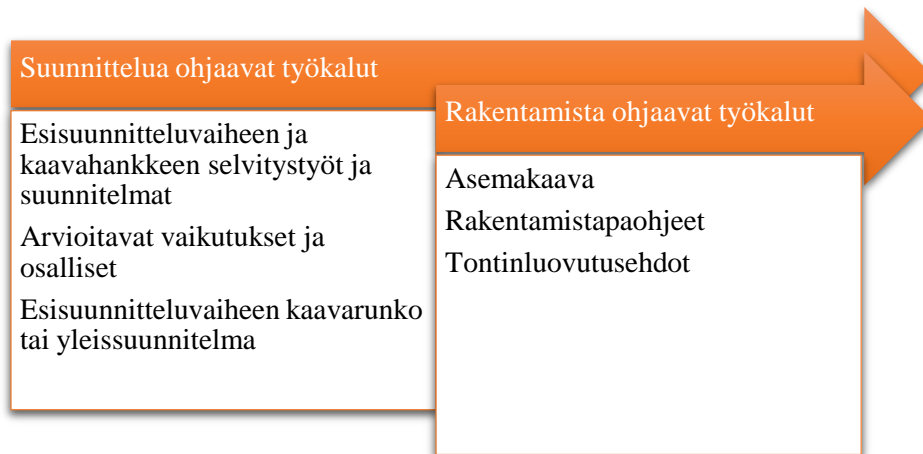 Suunnittelua ohjaavat työkalut
Esisuunnitteluvaiheen ja
kaavahankkeen selvitystyöt ja
suunnitelmat
Arvioitavat vaikutukset ja
osalliset
Esisuunnitteluvaiheen kaavarunko
tai yleissuunnitelma
Rakentamista ohjaavat työkalut
Asemakaava
Rakentamistapaohjeet
Tontinluovutusehdot